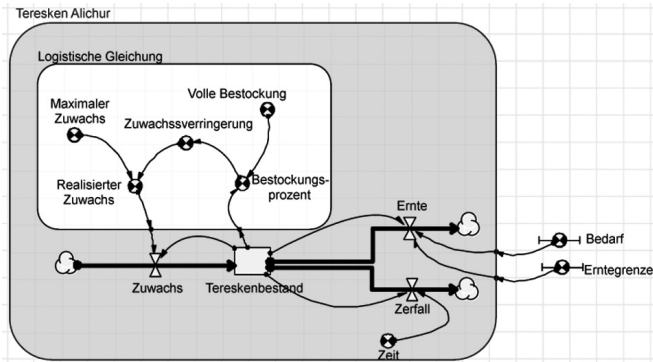 Teresken Alichur
Logistische Gleichung
Volle Bestockung
Maximaler
Zuwachs
Zuwachssverringerung
Realisierter
Zuwachs
Bestockungs-
prozent
Ernte
Bedarf
Erntegrenze
Zuwachs
Tereskenbestand
Zerfall
Zeit